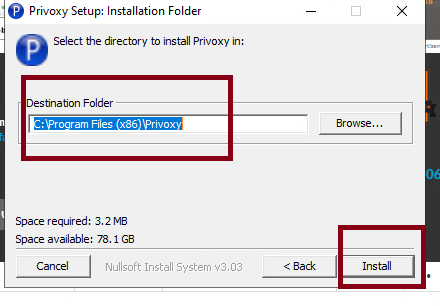 Privoxy Setup: Installation Folder
Select the directory to install Privoxy in:
Destination Folder
C:\Program Files (x86)\Privoxy
Browse...
Space required: 3.2 MB
Space available: 78.1 GB
Cancel
Nullsoft Install System v3.03
< Back
Install